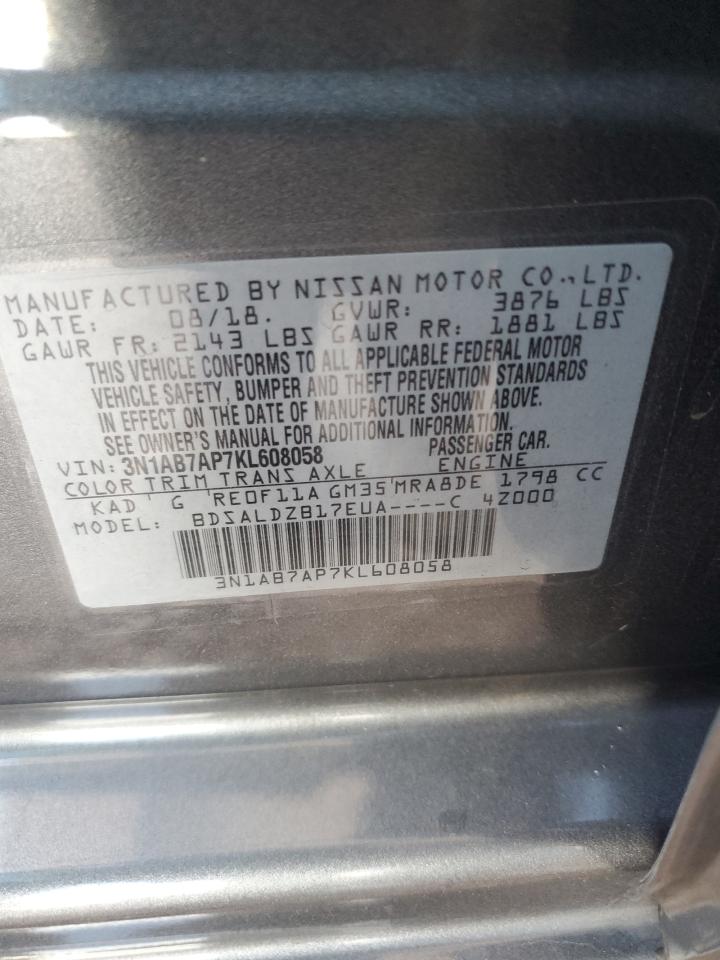 MANUFACTURED BY NISSAN MOTOR CO.,LTD.
DATE: 08/18. GVWR: 3876 LBS
GAWR FR: 2143 LBS GAWR RR: 1881 LBS
THIS VEHICLE CONFORMS TO ALL APPLICABLE FEDERAL MOTOR
VEHICLE SAFETY, BUMPER AND THEFT PREVENTION STANDARDS
IN EFFECT ON THE DATE OF MANUFACTURE SHOWN ABOVE.
SEE OWNER'S MANUAL FOR ADDITIONAL INFORMATION.
VIN: 3N1AB7AP7KL608058 PASSENGER CAR.
COLOR TRIM TRANS AXLE ENGINE
KAD G RE0F11A GM35 MRA8DE 1798 CC
MODEL: BDSALDZB17EUA----C 4Z000
3N1AB7AP7KL608058